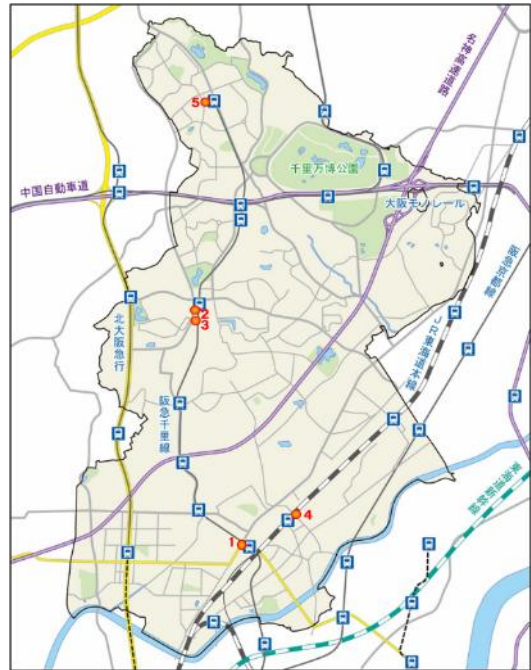 名神高速道路
5
千里万博公園
中国自動車道
大阪モノレール
阪急京都線
JR東海道本線
2
3
北大阪急行
阪急千里線
東海道新幹線
4
1